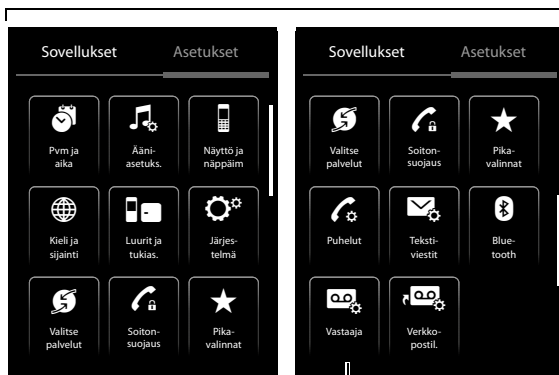 Sovellukset Asetukset
Pvm ja aika
Ääni-asetuks.
Näyttö ja näppäim
Kieli ja sijainti
Luurit ja tukias.
Järjes-telmä
Valitse palvelut
Soiton-suojaus
Pika-valinnat
Sovellukset Asetukset
Valitse palvelut
Soiton-suojaus
Pika-valinnat
Puhelut
Teksti-viestit
Blue-tooth
Vastaaja
Verkko-postil.